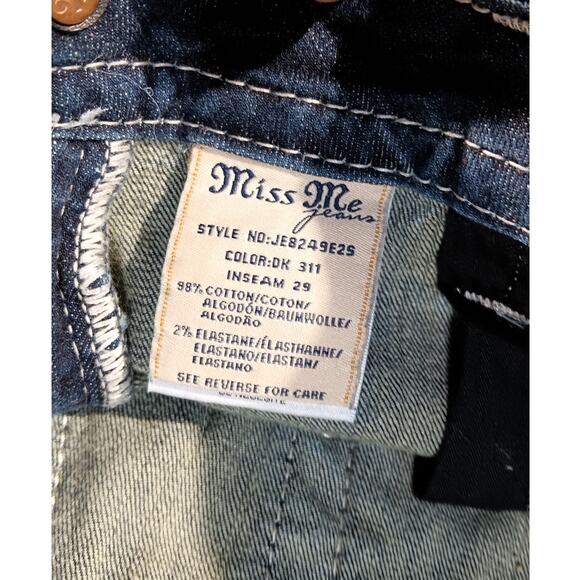 Miss Me
jeans
STYLE NO:JE8249E2S
COLOR:DK 311
INSEAM 29
98% COTTON/COTON/
ALGODÓN/BAUMWOLLE/
ALGODÃO
2% ELASTANE/ÉLASTHANNE/
ELASTANO/ELASTAN/
ELASTANO
SEE REVERSE FOR CARE